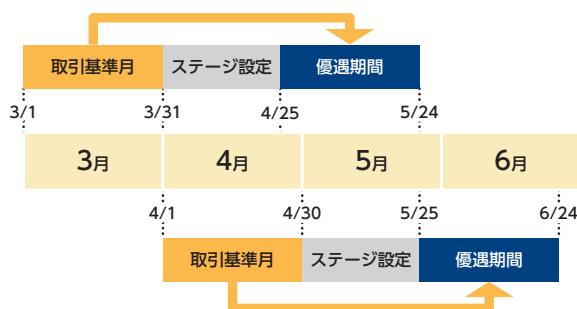 取引基準月 ステージ設定 優遇期間
3/1 3/31 4/25 5/24
3月 4月 5月 6月
4/1 4/30 5/25 6/24
取引基準月 ステージ設定 優遇期間